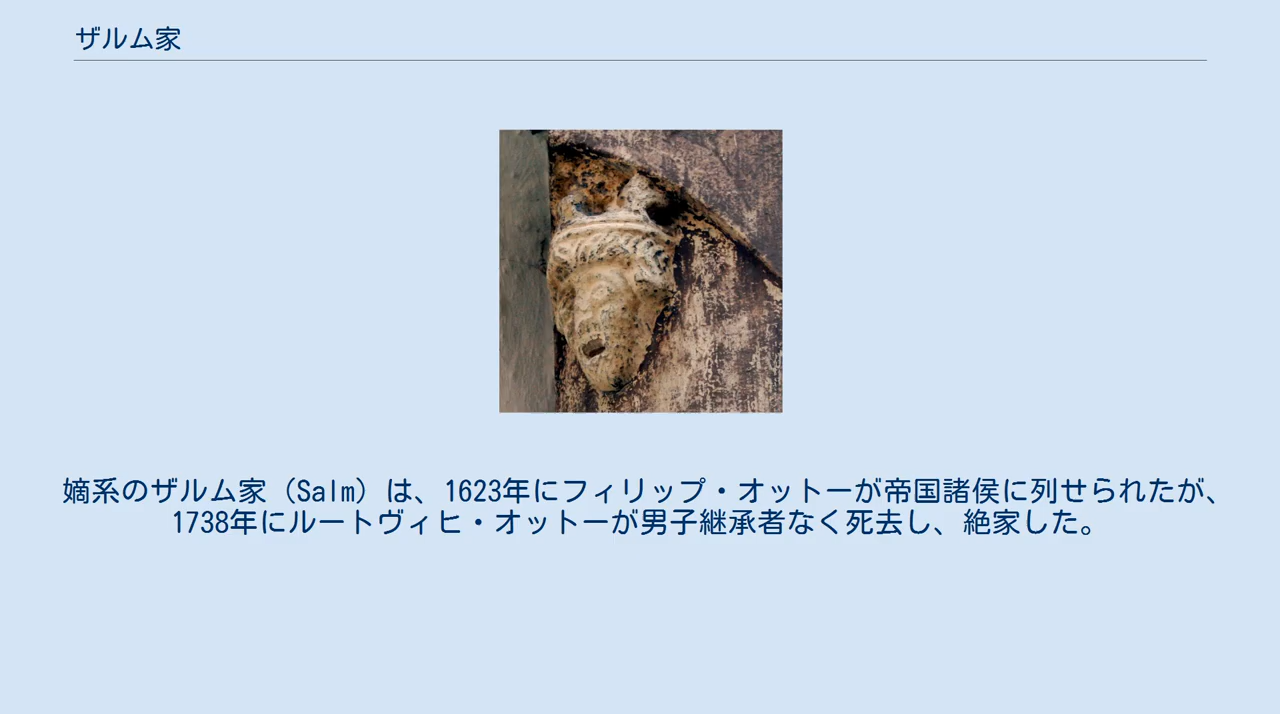 ザルム家
嫡系のザルム家（Salm）は、1623年にフィリップ・オットーが帝国諸侯に列せられたが、
1738年にルートヴィヒ・オットーが男子継承者なく死去し、絶家した。